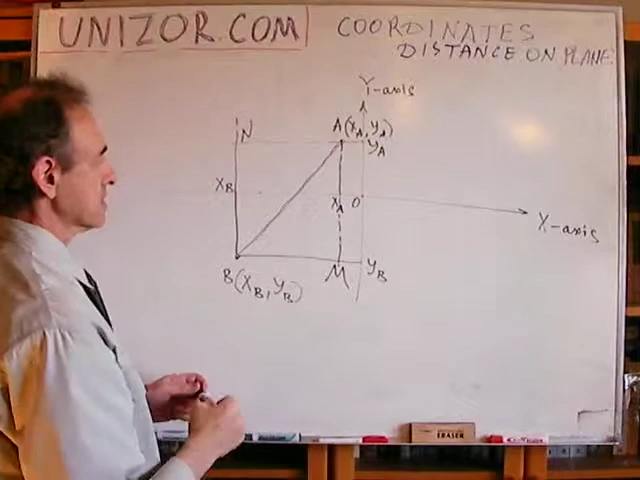 UNIZOR.COM
COORDINATES
DISTANCE ON PLANE
Y-axis
N
A(XA, YA)
YA
XB
XA
O
X-axis
B(XB, YB)
M
YB
ERASER